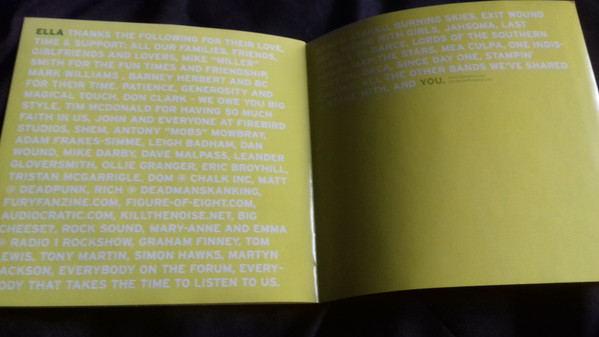 ELLA THANKS THE FOLLOWING FOR THEIR LOVE,
TIME & SUPPORT: ALL OUR FAMILIES, FRIENDS,
GIRLFRIENDS AND LOVERS, MIKE "MILLER"
SMITH FOR THE FUN TIMES AND FRIENDSHIP,
MARK WILLIAMS, BARNEY HERBERT AND BC
FOR THEIR TIME, PATIENCE, GENEROSITY AND
MAGICAL TOUCH, DON CLARK - WE OWE YOU BIG
STYLE, TIM MCDONALD FOR HAVING SO MUCH
FAITH IN US. JOHN AND EVERYONE AT FIREBIRD
STUDIOS, SHEM, ANTONY "MOBS" MOWBRAY,
ADAM FRAKES-SIMME, LEIGH BADHAM, DAN
WOUND, MIKE DARBY, DAVE MALPASS, LEANDER
GLOVERSMITH, OLLIE GRANGER, ERIC BROYHILL,
TRISTAN MCGARRIGLE, DOM @ CHALK INC, MATT
@ DEADPUNK, RICH @ DEADMANSKANKING,
FURYFANZINE.COM, FIGURE-OF-EIGHT.COM,
AUDIOCRATIC.COM, KILLTHENOISE.NET, BIG
CHEESE?, ROCK SOUND, MARY-ANNE AND EMMA
@ RADIO 1 ROCKSHOW, GRAHAM FINNEY, TOM
LEWIS, TONY MARTIN, SIMON HAWKS, MARTYN
JACKSON, EVERYBODY ON THE FORUM, EVERY-
BODY THAT TAKES THE TIME TO LISTEN TO US.
BURNING SKIES, EXIT WOUND
WITH GIRLS, JAHSOMA, LAST
DANCE, LORDS OF THE SOUTHERN
THE STARS, MEA CULPA, ONE INDIS-
SINCE DAY ONE, STAMPIN'
ALL THE OTHER BANDS WE'VE SHARED
WITH, AND YOU.